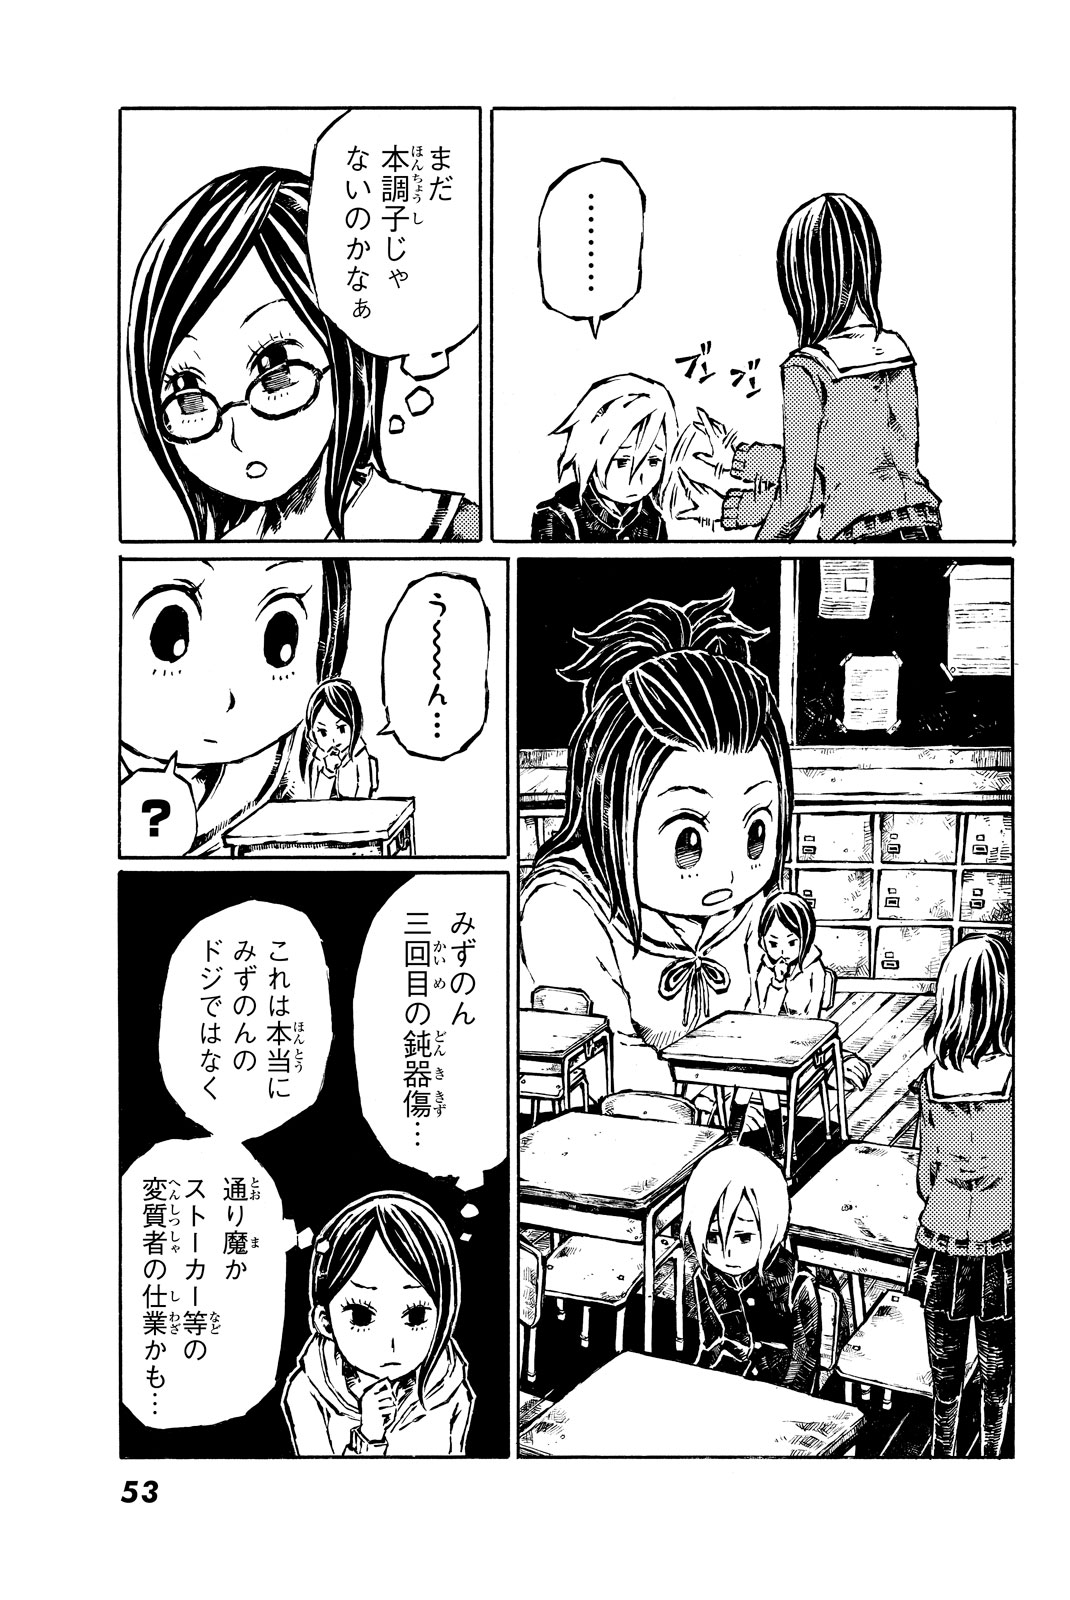 ………
ブンブン
まだ
本調子じゃ
ないのかなぁ
う～～～ん…
?
みずのん
三回目の鈍器傷…
これは本当に
みずのんの
ドジではなく
通り魔か
ストーカー等の
変質者の仕業かも…
53